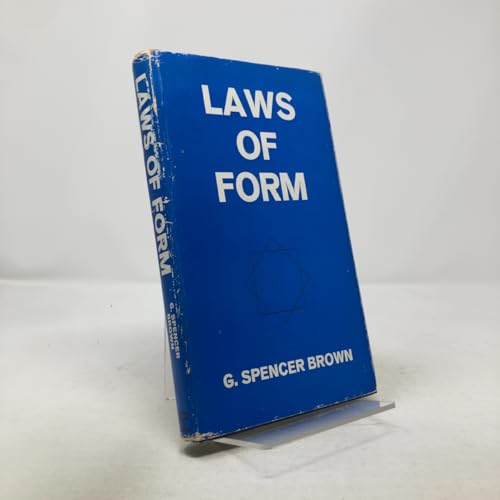 LAWS
OF
FORM
G. SPENCER BROWN
LAWS OF FORM
G. SPENCER
BROWN